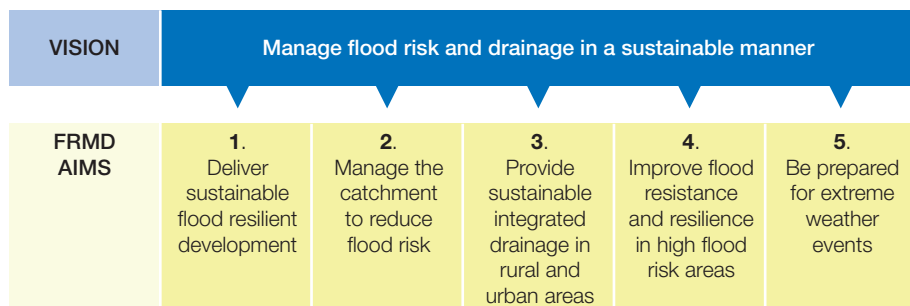 VISION
Manage flood risk and drainage in a sustainable manner
FRMD
AIMS
1.
Deliver
sustainable
flood resilient
development
2.
Manage the
catchment
to reduce
flood risk
3.
Provide
sustainable
integrated
drainage in
rural and
urban areas
4.
Improve flood
resistance
and resilience
in high flood
risk areas
5.
Be prepared
for extreme
weather
events